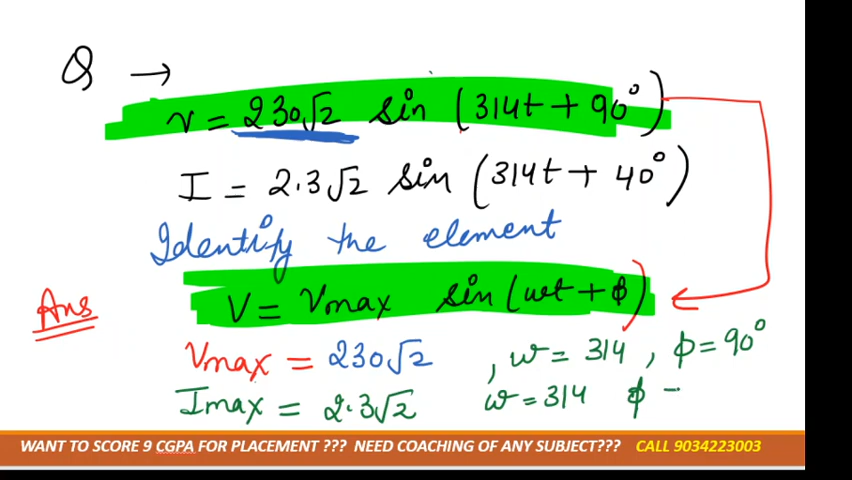 Q →
v = 230√2 sin (314t + 90°)
I = 2.3√2 sin (314t + 40°)
Identify the element
Ans
V = Vmax sin (ωt + ϕ)
Vmax = 230√2 , ω = 314 , ϕ = 90°
Imax = 2.3√2 ω = 314 ϕ -
WANT TO SCORE 9 CGPA FOR PLACEMENT ??? NEED COACHING OF ANY SUBJECT??? CALL 9034223003